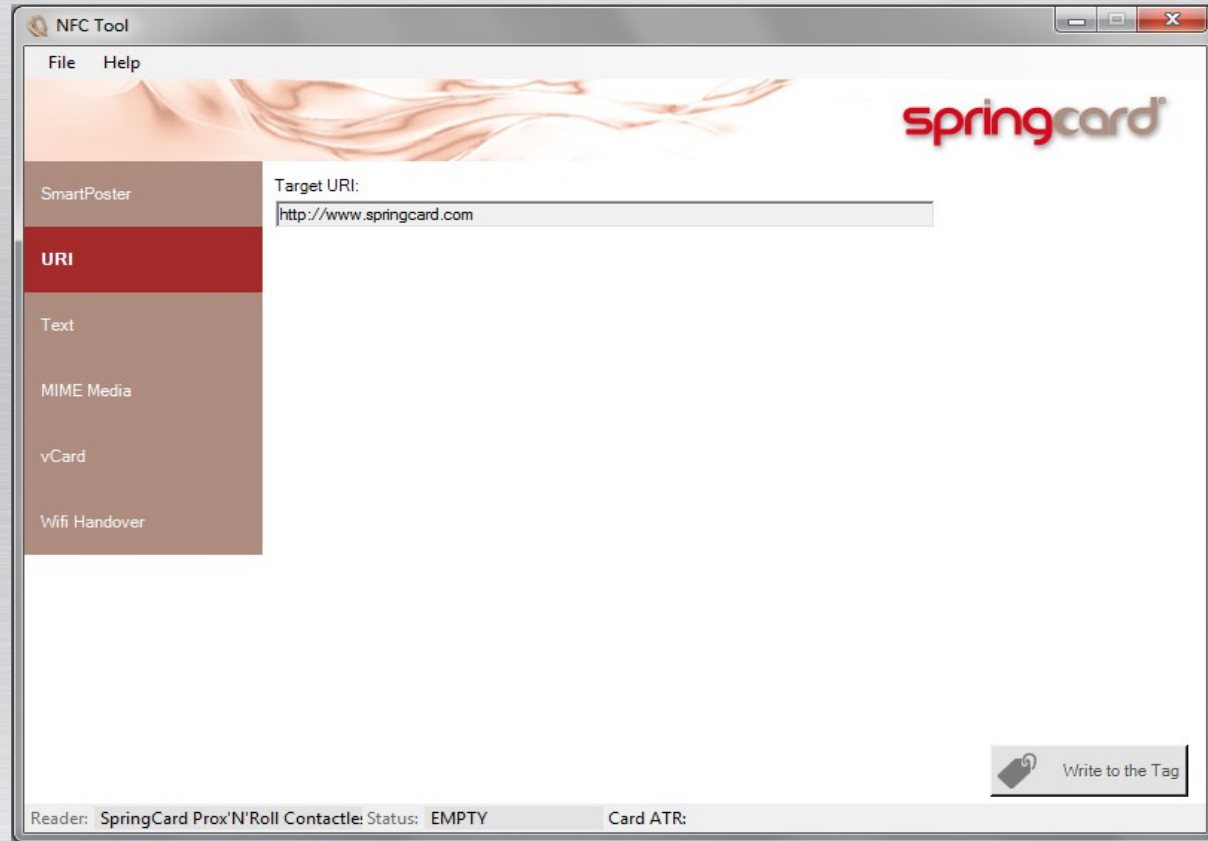 NFC Tool
File Help
springcard®
SmartPoster
URI
Text
MIME Media
vCard
Wifi Handover
Target URI:
http://www.springcard.com
Write to the Tag
Reader: SpringCard Prox'N'Roll Contactle Status: EMPTY Card ATR: